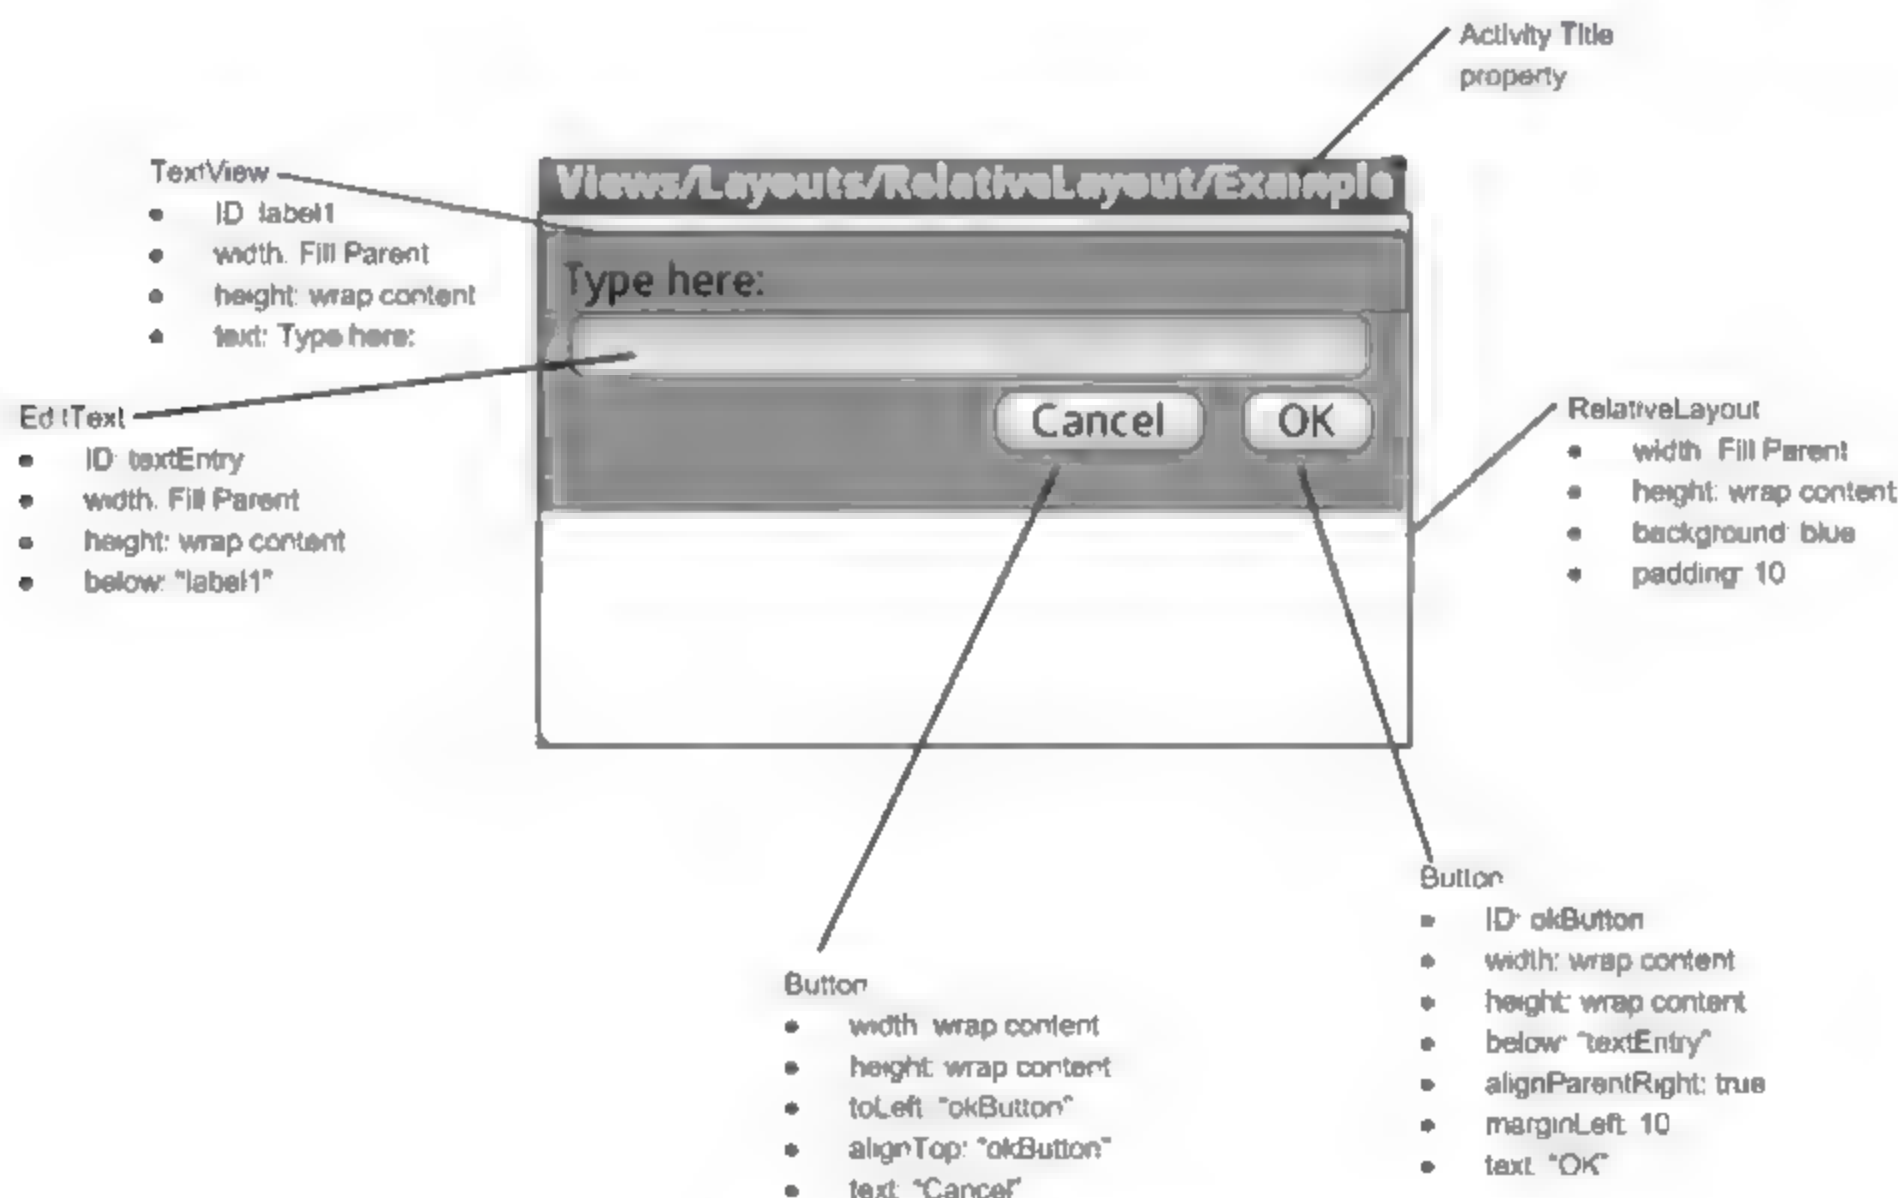 Activity Title
property
TextView
• ID: label1
• width: Fill Parent
• height: wrap content
• text: Type here:
Views/Layouts/RelativeLayout/Example
Type here:
Cancel
OK
EditText
• ID: textEntry
• width: Fill Parent
• height: wrap content
• below: "label1"
RelativeLayout
• width: Fill Parent
• height: wrap content
• background: blue
• padding: 10
Button
• width: wrap content
• height: wrap content
• toLeft: "okButton"
• alignTop: "okButton"
• text: "Cancel"
Button
• ID: okButton
• width: wrap content
• height: wrap content
• below: "textEntry"
• alignParentRight: true
• marginLeft: 10
• text: "OK"